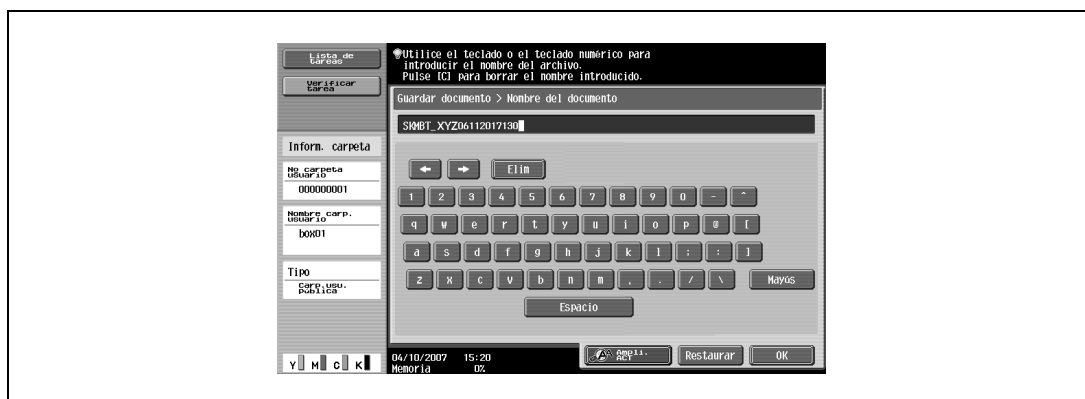 Lista de
tareas
Verificar
tarea
Utilice el teclado o el teclado numérico para
introducir el nombre del archivo.
Pulse [C] para borrar el nombre introducido.
Guardar documento > Nombre del documento
SKMBT_XYZ06112017130
Inform. carpeta
No carpeta
usuario
000000001
Nombre carp.
usuario
box01
Tipo
Carp.usu.
pública
← → Elim
1 2 3 4 5 6 7 8 9 0 - ^
q w e r t y u i o p @ [
a s d f g h j k l ; : ]
z x c v b n m , . / \ Mayús
Espacio
Y M C K
04/10/2007 15:20
Memoria 0%
Ampli.
ACT
Restaurar
OK